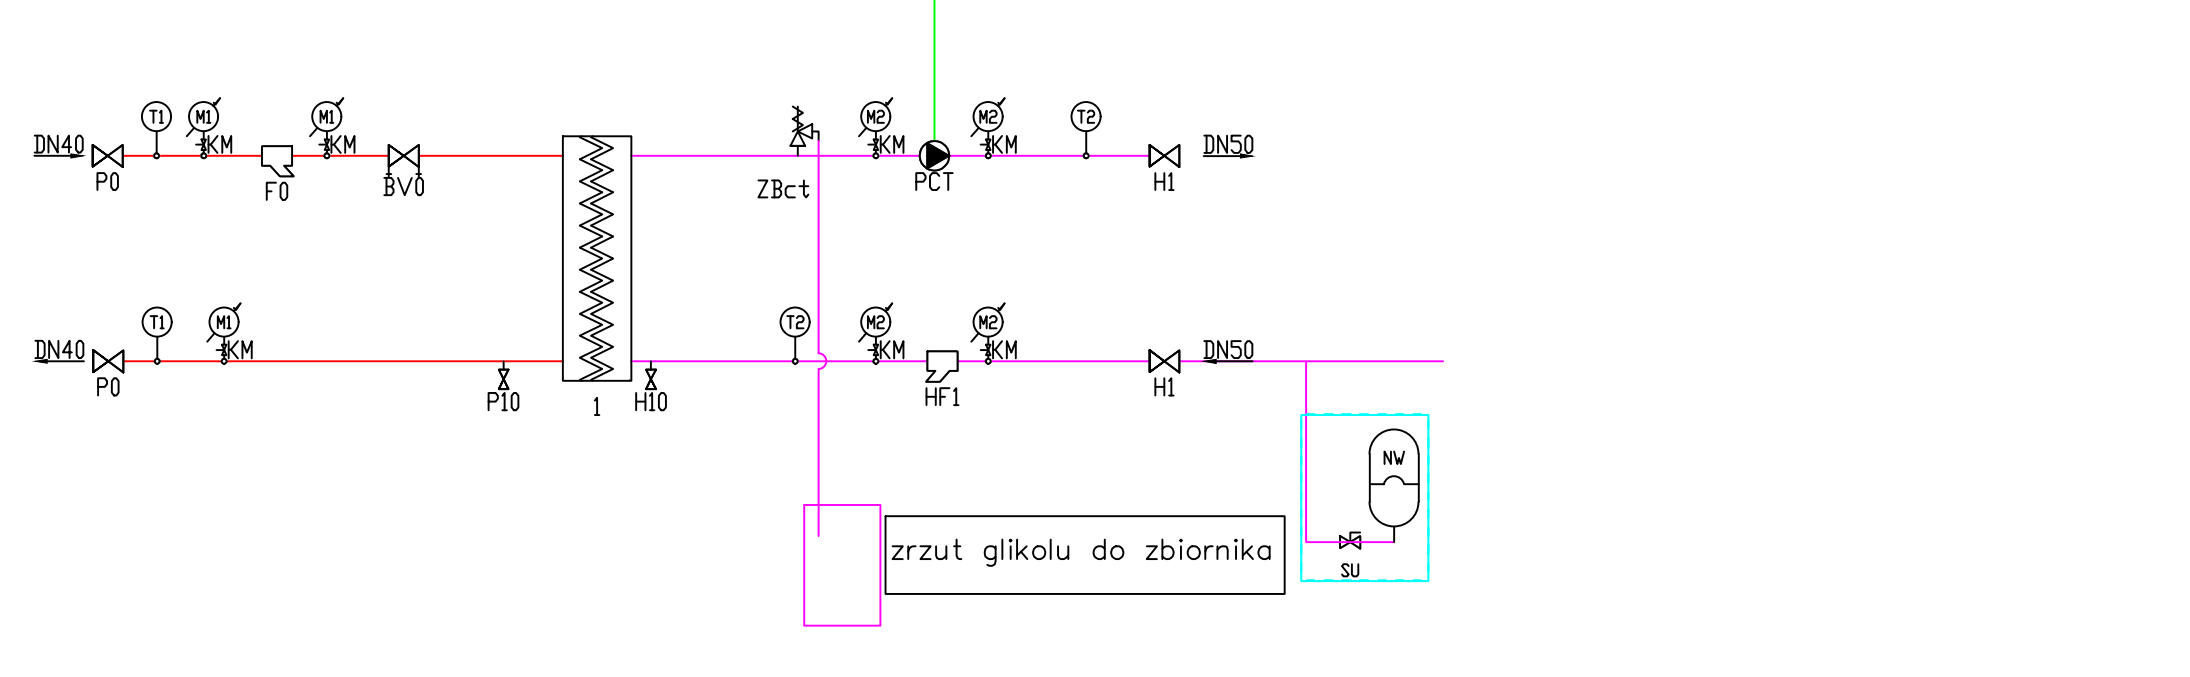 T1 M1 M1 M2 M2 T2
DN40 KM KM KM KM DN50
P0 F0 BV0 ZBct PCT H1
T1 M1 T2 M2 M2
DN40 KM KM KM DN50
P0 P10 1 H10 HF1 H1
NW
zrzut glikolu do zbiornika
SU